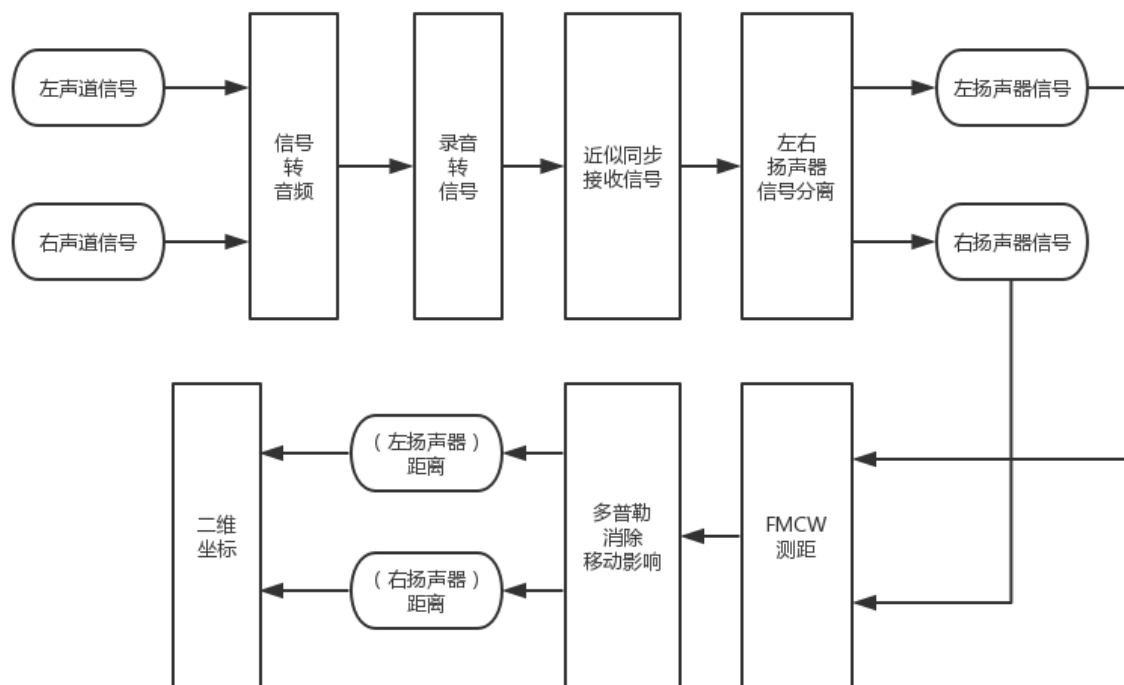 左声道信号
右声道信号
信号
转
音频
录音
转
信号
近似同步
接收信号
左右
扬声器
信号分离
左扬声器信号
右扬声器信号
FMCW
测距
多普勒
消除
移动影响
（左扬声器）
距离
（右扬声器）
距离
二维
坐标